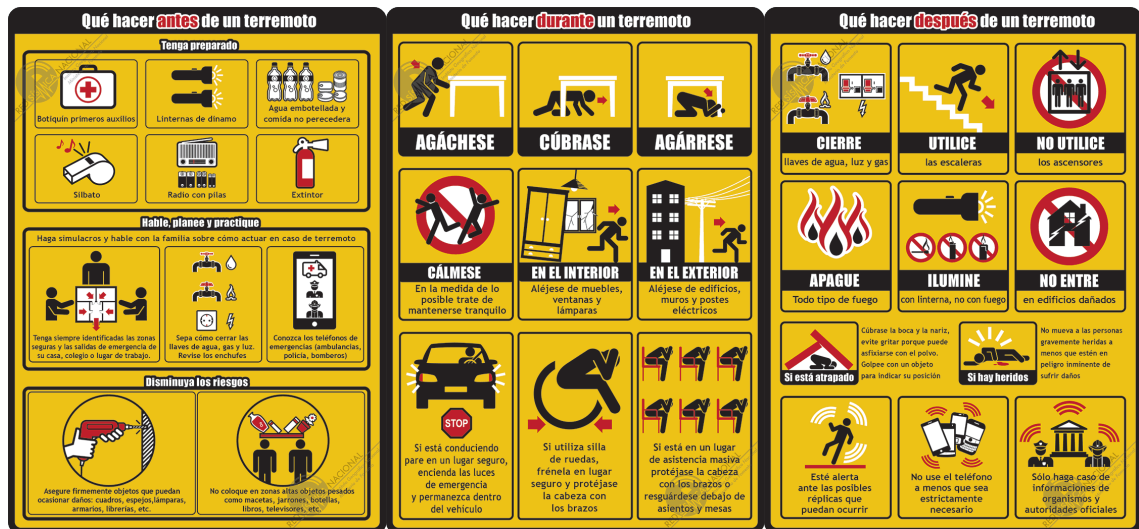 Qué hacer antes de un terremoto
Tenga preparado
Botiquín primeros auxilios
Linternas de dinamo
Agua embotellada y
comida no perecedera
Silbato
Radio con pilas
Extintor
Hable, planee y practique
Haga simulacros y hable con la familia sobre cómo actuar en caso de terremoto
Tenga siempre identificadas las zonas
seguras y las salidas de emergencia de
su casa, colegio o lugar de trabajo.
Sepa cómo cerrar las
llaves de agua, gas y luz.
Revise los enchufes
Conozca los teléfonos de
emergencias (ambulancias,
policia, bomberos)
Disminuya los riesgos
Asegure firmemente objetos que puedan
ocasionar daños: cuadros, espejos,lámparas,
armarios, librerias, etc.
No coloque en zonas altas objetos pesados
como macetas, jarrones, botellas,
libros, televisores, etc.
Qué hacer durante un terremoto
AGÁCHESE
CÚBRASE
AGÁRRESE
CÁLMESE
En la medida de lo
posible trate de
mantenerse tranquilo
EN EL INTERIOR
Aléjese de muebles,
ventanas y
lámparas
EN EL EXTERIOR
Aléjese de edificios,
muros y postes
eléctricos
STOP
Si está conduciendo
pare en un lugar seguro,
encienda las luces
de emergencia
y permanezca dentro
del vehículo
Si utiliza silla
de ruedas,
frénela en lugar
seguro y protéjase
la cabeza con
los brazos
Si está en un lugar
de asistencia masiva
protéjase la cabeza
con los brazos o
resguárdese debajo de
asientos y mesas
Qué hacer después de un terremoto
CIERRE
llaves de agua, luz y gas
UTILICE
las escaleras
NO UTILICE
los ascensores
APAGUE
Todo tipo de fuego
ILUMINE
con linterna, no con fuego
NO ENTRE
en edificios dañados
Si está atrapado
Cúbrase la boca y la nariz,
evite gritar porque puede
asfixiarse con el polvo.
Golpee con un objeto
para indicar su posición
Si hay heridos
No mueva a las personas
gravemente heridas a
menos que estén en
peligro inminente de
sufrir daños
Esté alerta
ante las posibles
réplicas que
puedan ocurrir
No use el teléfono
a menos que sea
estrictamente
necesario
Sólo haga caso de
informaciones de
organismos y
autoridades oficiales